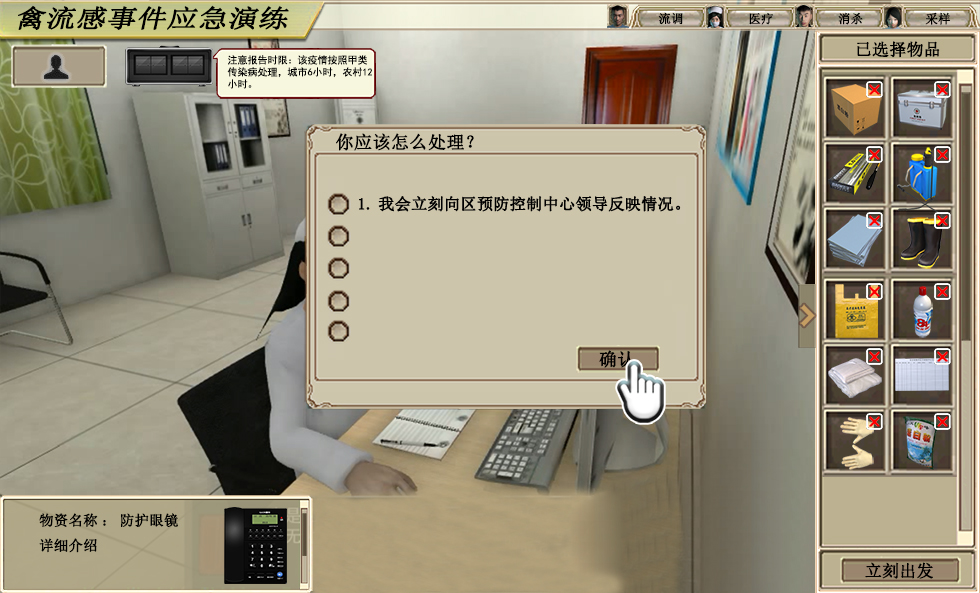 禽流感事件应急演练
流调
医疗
消杀
采样
注意报告时限：该疫情按照甲类
传染病处理，城市6小时，农村12
小时。
已选择物品
你应该怎么处理？
1. 我会立刻向区预防控制中心领导反映情况。
确认
物资名称： 防护眼镜
详细介绍
立刻出发